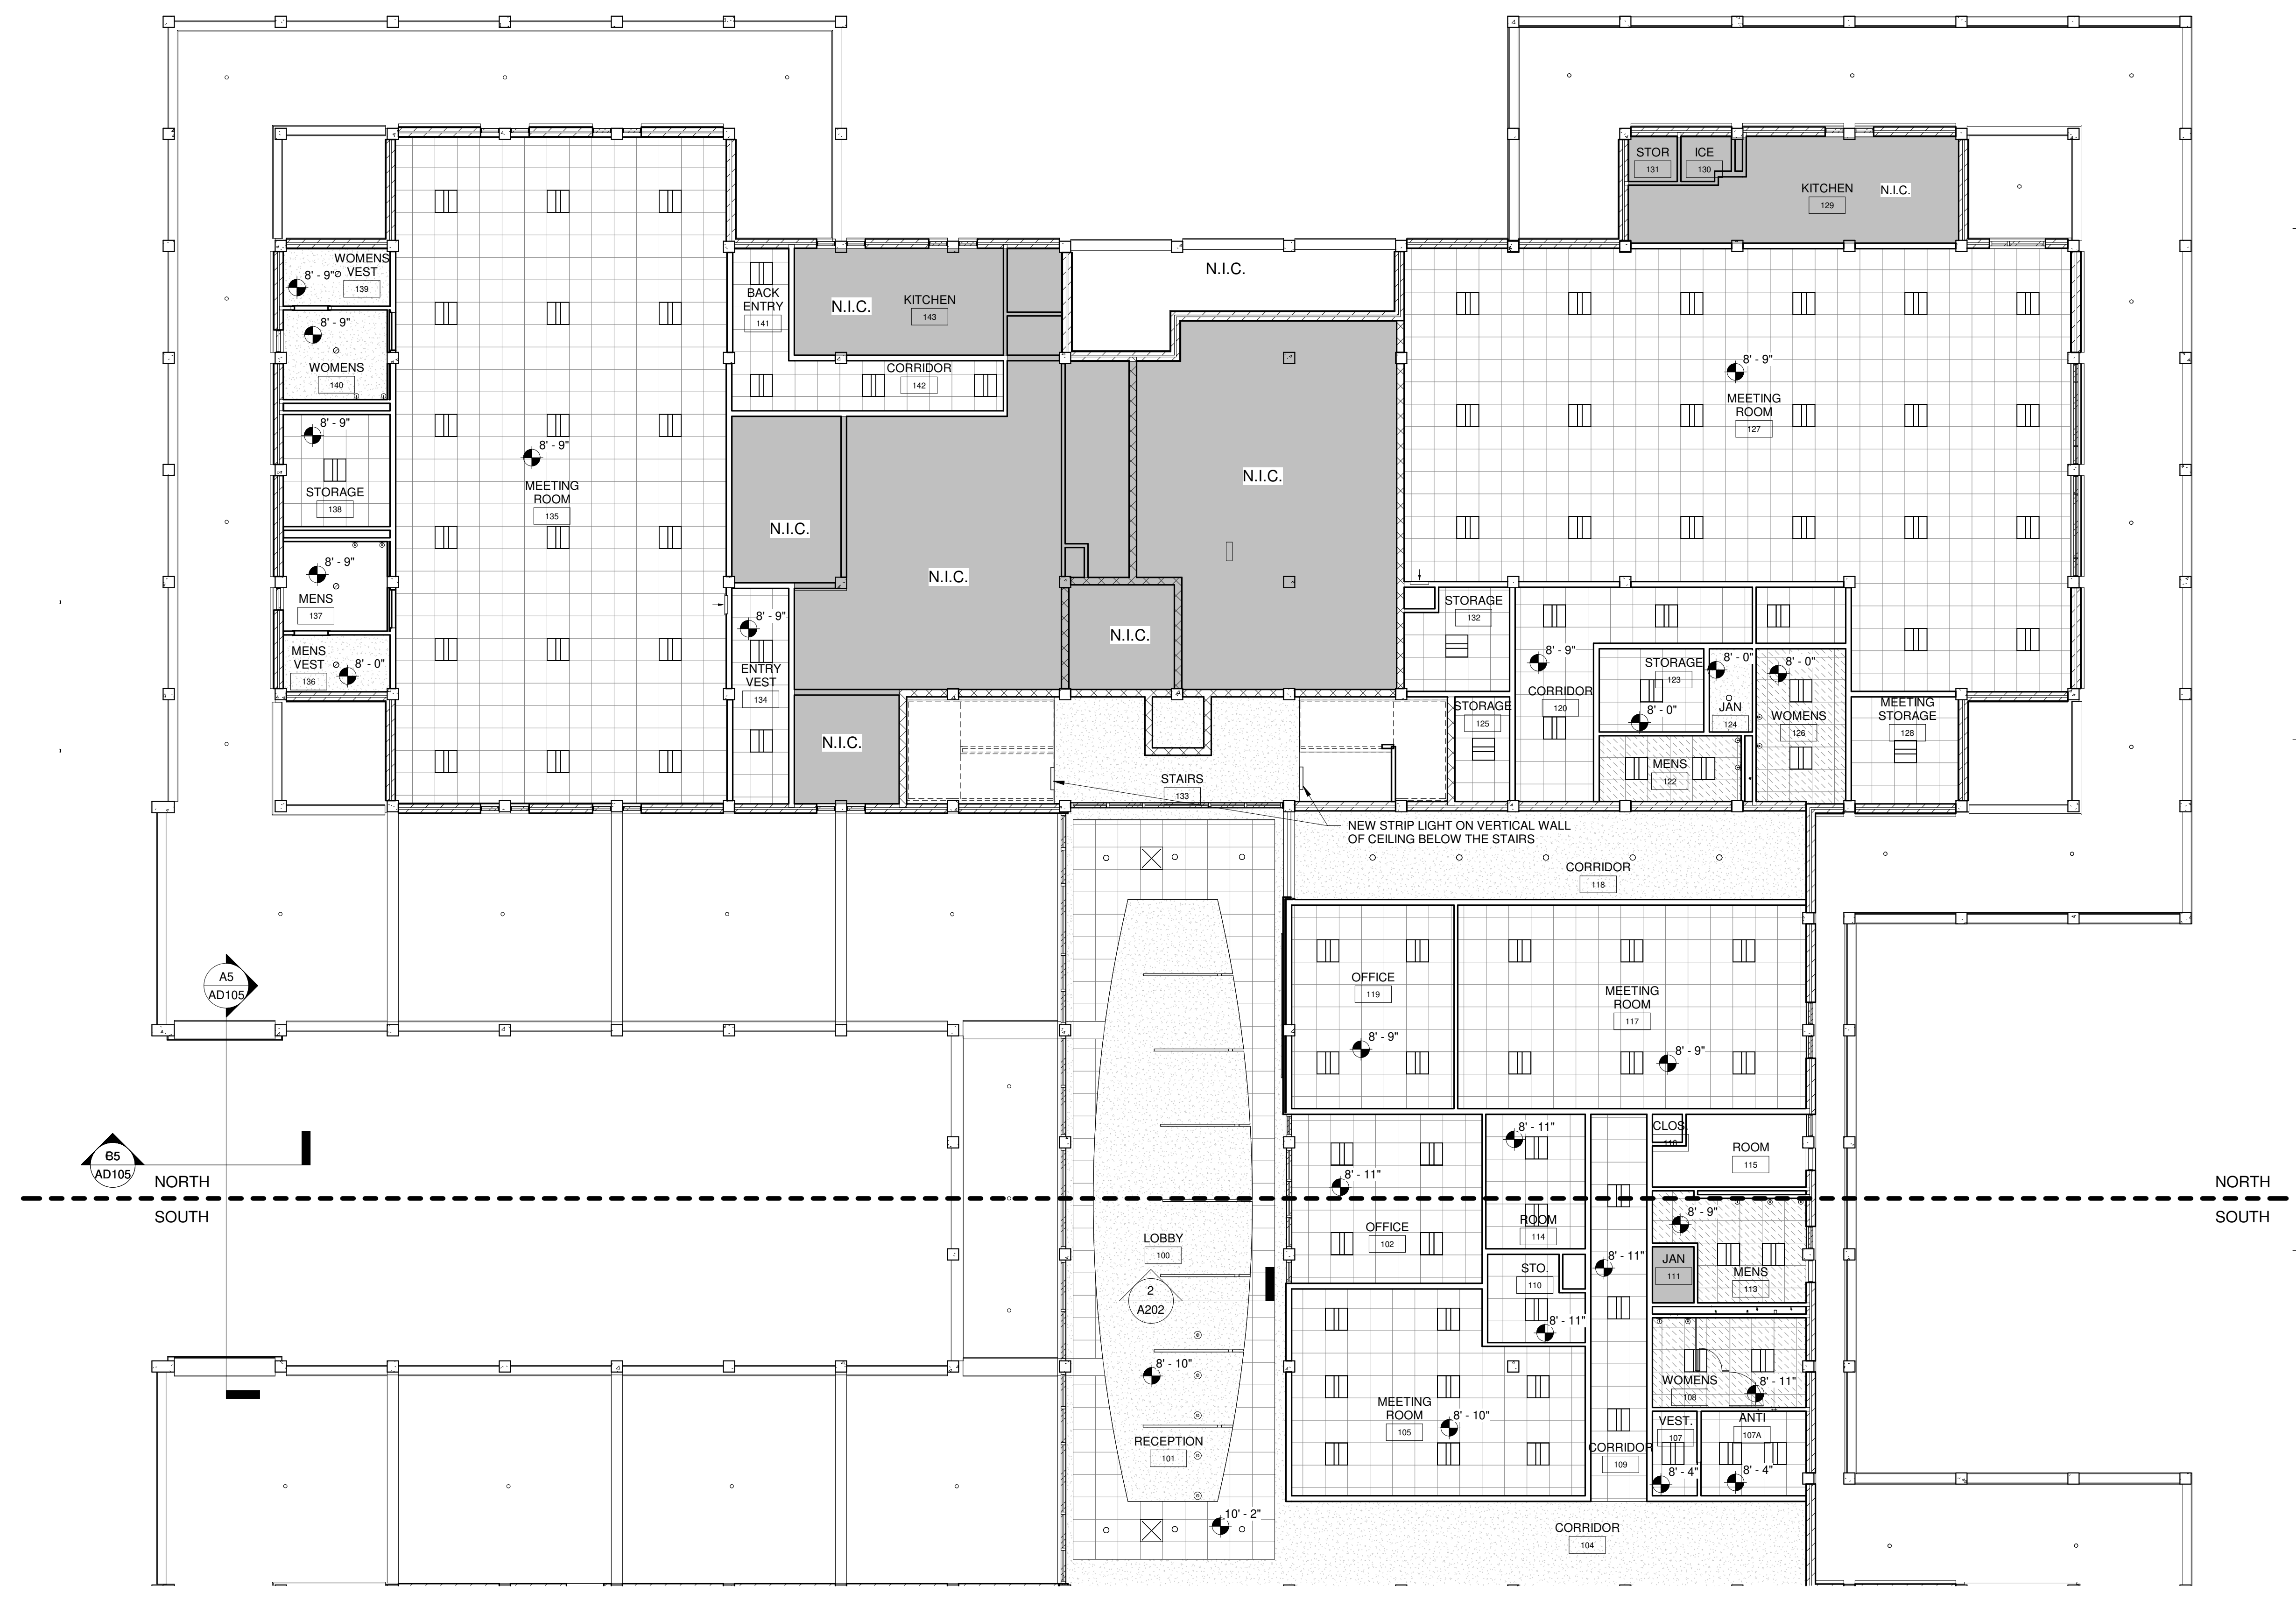 STOR
131
ICE
130
KITCHEN
129
N.I.C.
WOMENS
VEST
139
8' - 9"
8' - 9"
WOMENS
140
8' - 9"
STORAGE
138
8' - 9"
MENS
137
MENS
VEST
136
8' - 0"
8' - 9"
MEETING
ROOM
135
BACK
ENTRY
141
N.I.C.
KITCHEN
143
CORRIDOR
142
N.I.C.
N.I.C.
N.I.C.
N.I.C.
N.I.C.
N.I.C.
8' - 9"
ENTRY
VEST
134
STAIRS
133
8' - 9"
MEETING
ROOM
127
STORAGE
132
STORAGE
125
8' - 9"
CORRIDOR
120
STORAGE
123
8' - 0"
8' - 0"
JAN
124
MENS
122
8' - 0"
WOMENS
126
MEETING
STORAGE
128
NEW STRIP LIGHT ON VERTICAL WALL
OF CEILING BELOW THE STAIRS
CORRIDOR
118
OFFICE
119
8' - 9"
MEETING
ROOM
117
8' - 9"
A5
AD105
AD105
NORTH
SOUTH
NORTH
SOUTH
8' - 11"
OFFICE
102
8' - 11"
ROOM
114
CLOS.
116
ROOM
115
8' - 9"
JAN
111
MENS
113
STO.
110
8' - 11"
8' - 11"
LOBBY
100
2
A202
8' - 10"
RECEPTION
101
10' - 2"
MEETING
ROOM
105
8' - 10"
CORRIDOR
109
WOMENS
108
8' - 11"
VEST.
107
8' - 4"
ANTI
107A
8' - 4"
CORRIDOR
104